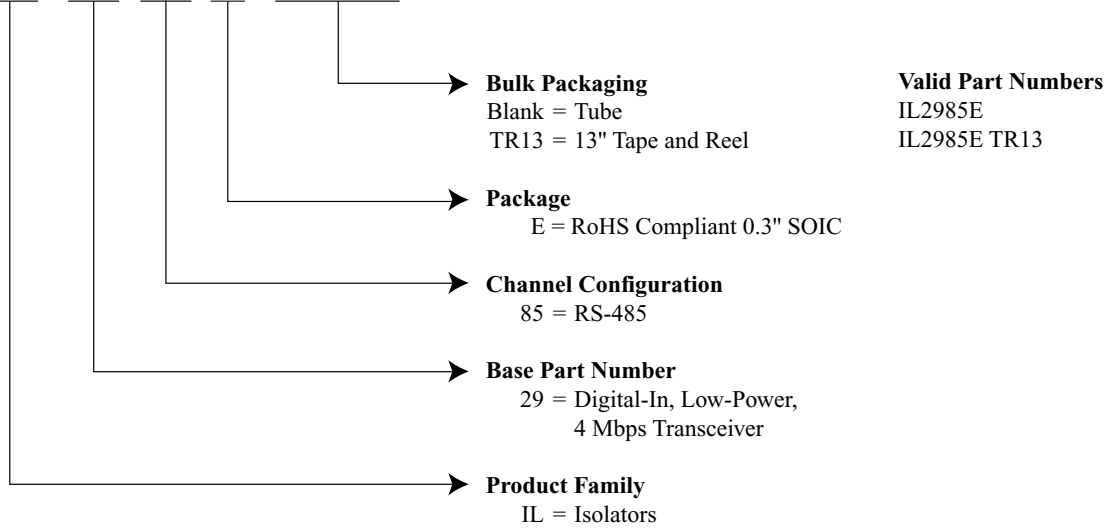 Bulk Packaging
Blank = Tube
TR13 = 13" Tape and Reel
Valid Part Numbers
IL2985E
IL2985E TR13
Package
E = RoHS Compliant 0.3" SOIC
Channel Configuration
85 = RS-485
Base Part Number
29 = Digital-In, Low-Power,
4 Mbps Transceiver
Product Family
IL = Isolators